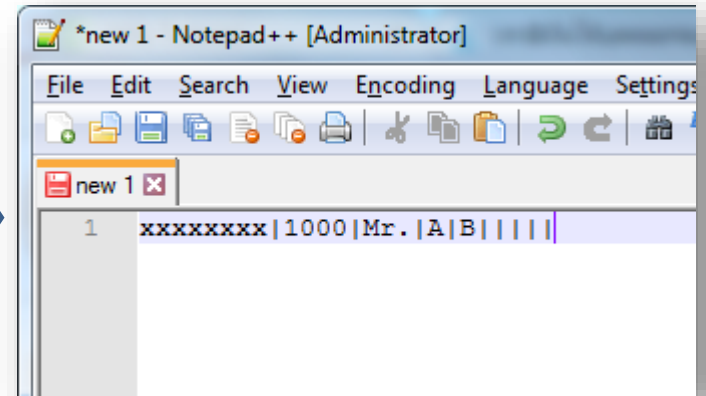 *new 1 - Notepad++ [Administrator]
File Edit Search View Encoding Language Settings
new 1
1 xxxxxxxx|1000|Mr.|A|B|||||